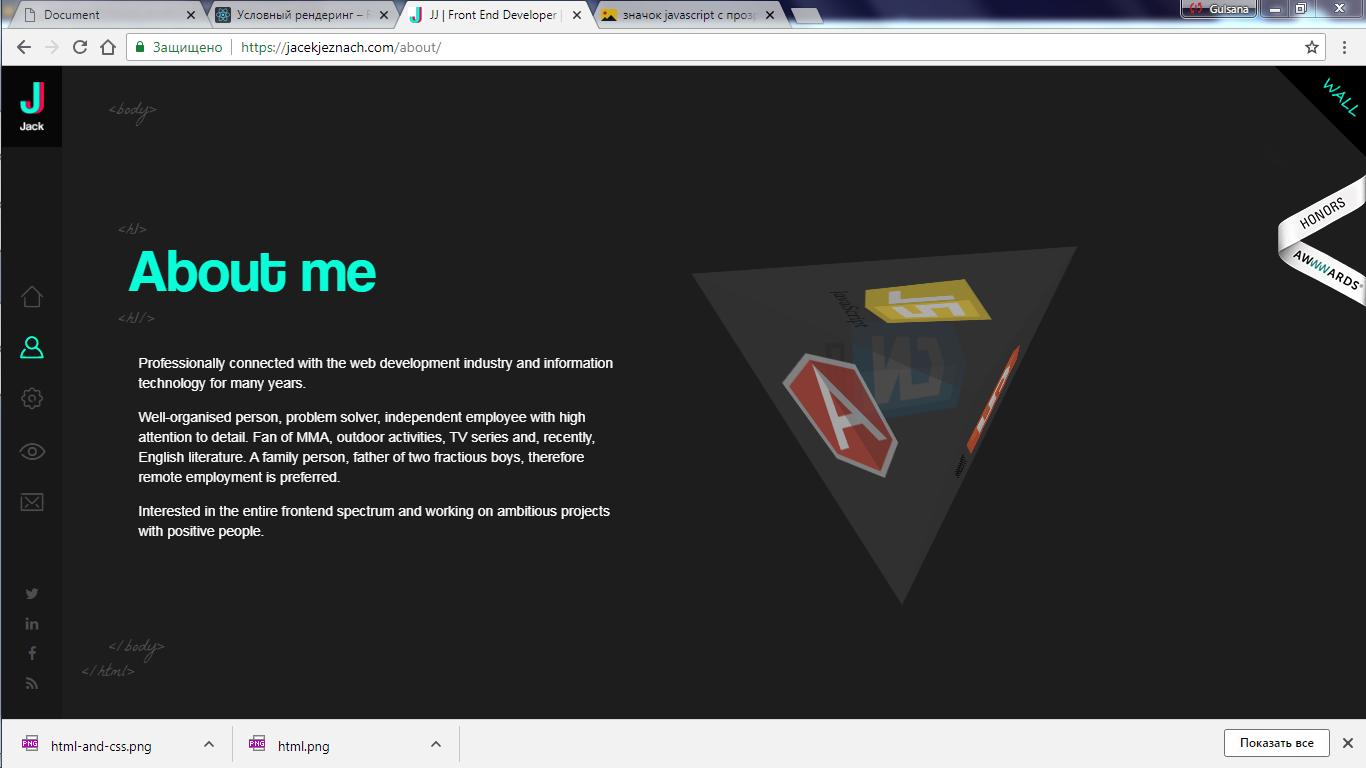 Document
Условный рендеринг – R
JJ | Front End Developer |
значок javascript с прозр
Gulsana
Защищено
https://jacekjeznach.com/about/
Jack
WALL
HONORS
AWWWARDS
<body>
<h1>
About me
<h1/>
Professionally connected with the web development industry and information
technology for many years.
Well-organised person, problem solver, independent employee with high
attention to detail. Fan of MMA, outdoor activities, TV series and, recently,
English literature. A family person, father of two fractious boys, therefore
remote employment is preferred.
Interested in the entire frontend spectrum and working on ambitious projects
with positive people.
JavaScript
JS
A
</body>
</html>
PNG
html-and-css.png
PNG
html.png
Показать все